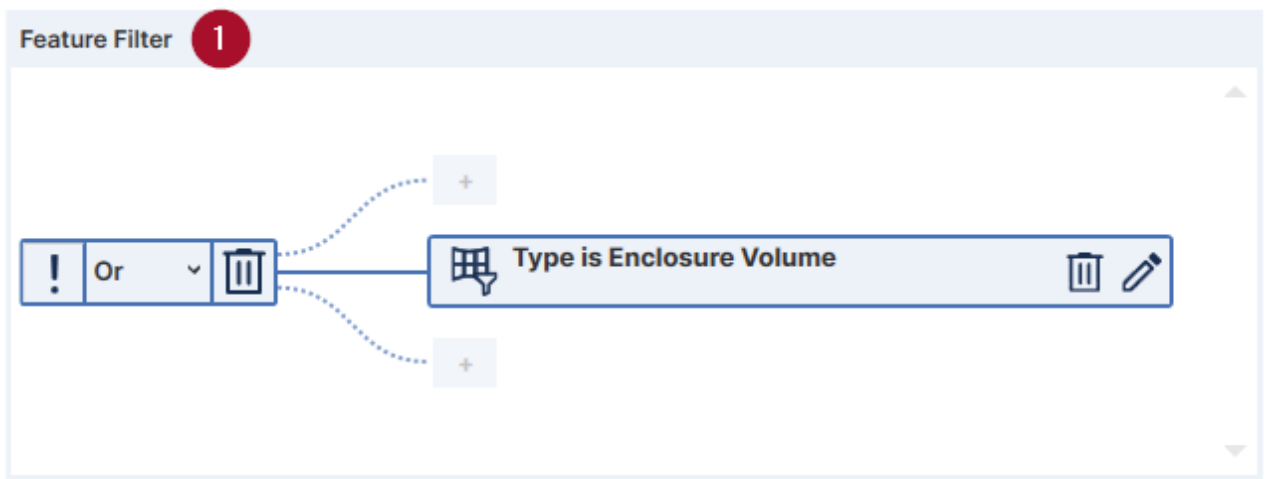 Feature Filter 1
+
! Or
Type is Enclosure Volume
+